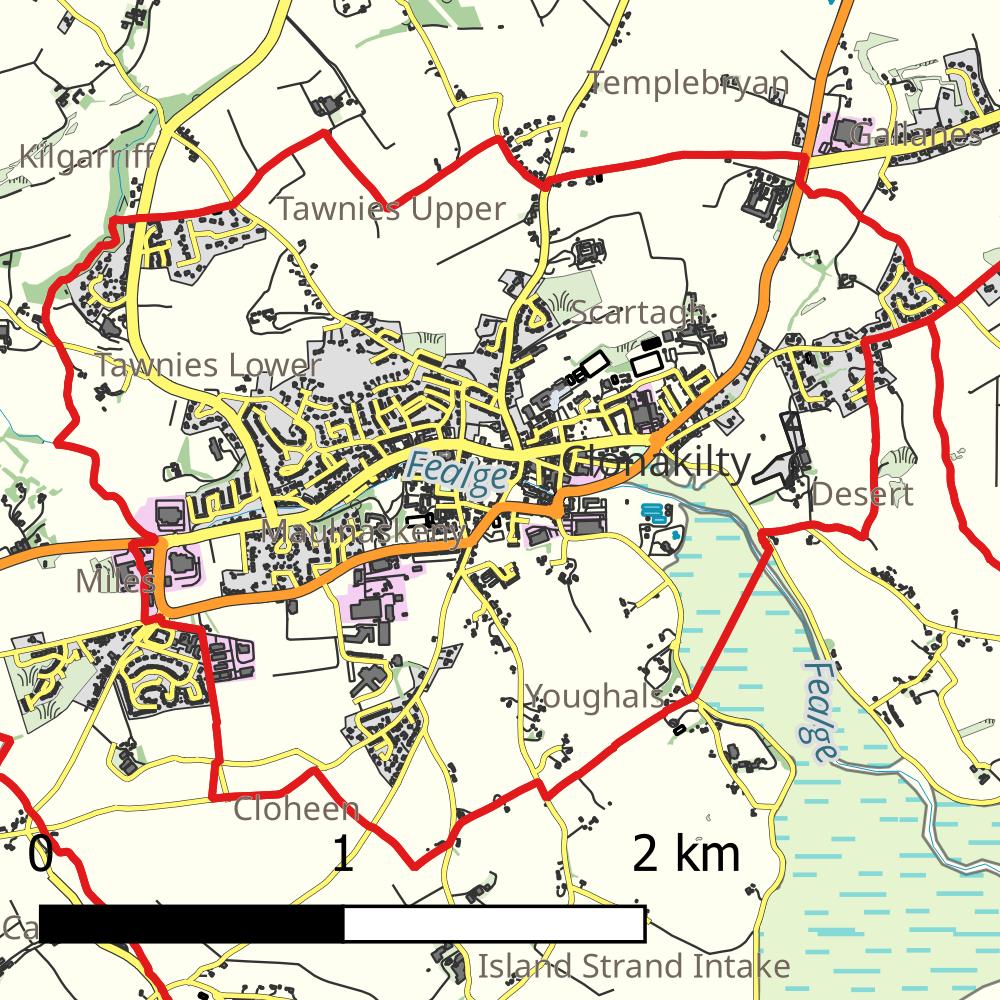 Templebryan
Gallanes
Kilgarriff
Tawnies Upper
Scartagh
Tawnies Lower
Clonakilty
Fealge
Desert
Maulnaskehy
Miles
Fealge
Youghals
Cloheen
0 1 2 km
Ca
Island Strand Intake